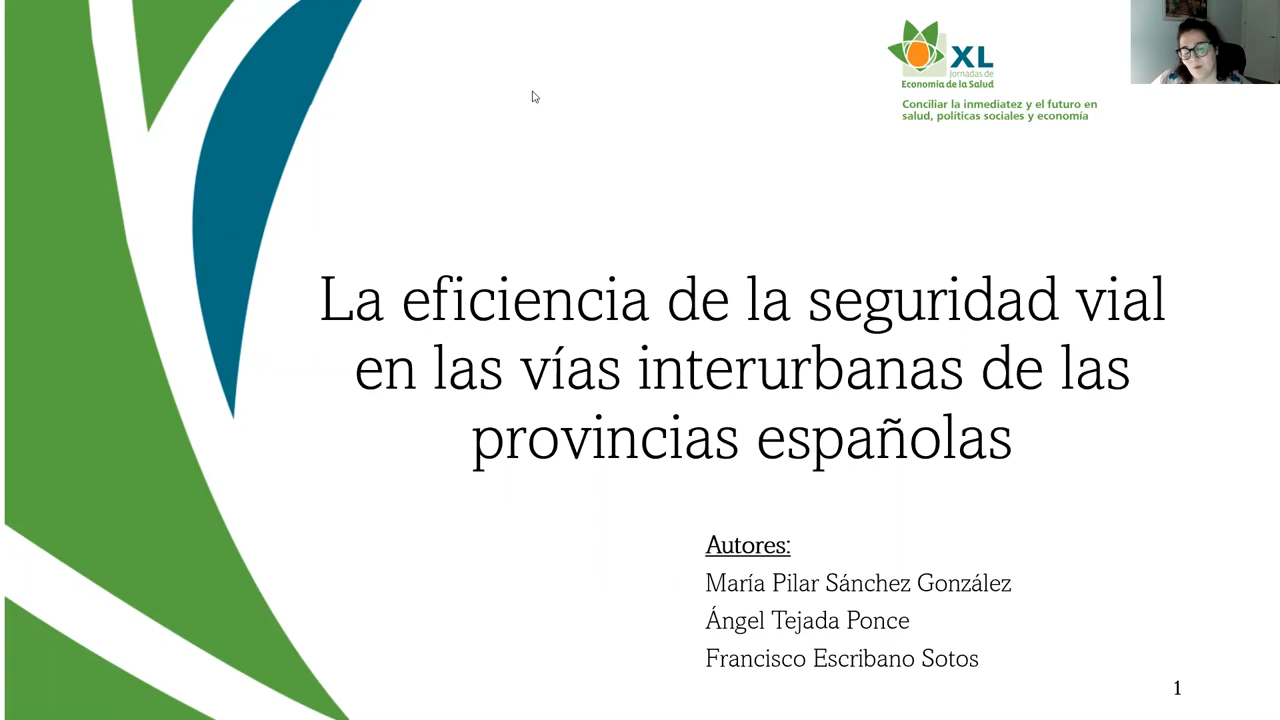 XL
Jornadas de
Economía de la Salud
Conciliar la inmediatez y el futuro en
salud, políticas sociales y economía
La eficiencia de la seguridad vial
en las vías interurbanas de las
provincias españolas
Autores:
María Pilar Sánchez González
Ángel Tejada Ponce
Francisco Escribano Sotos
1